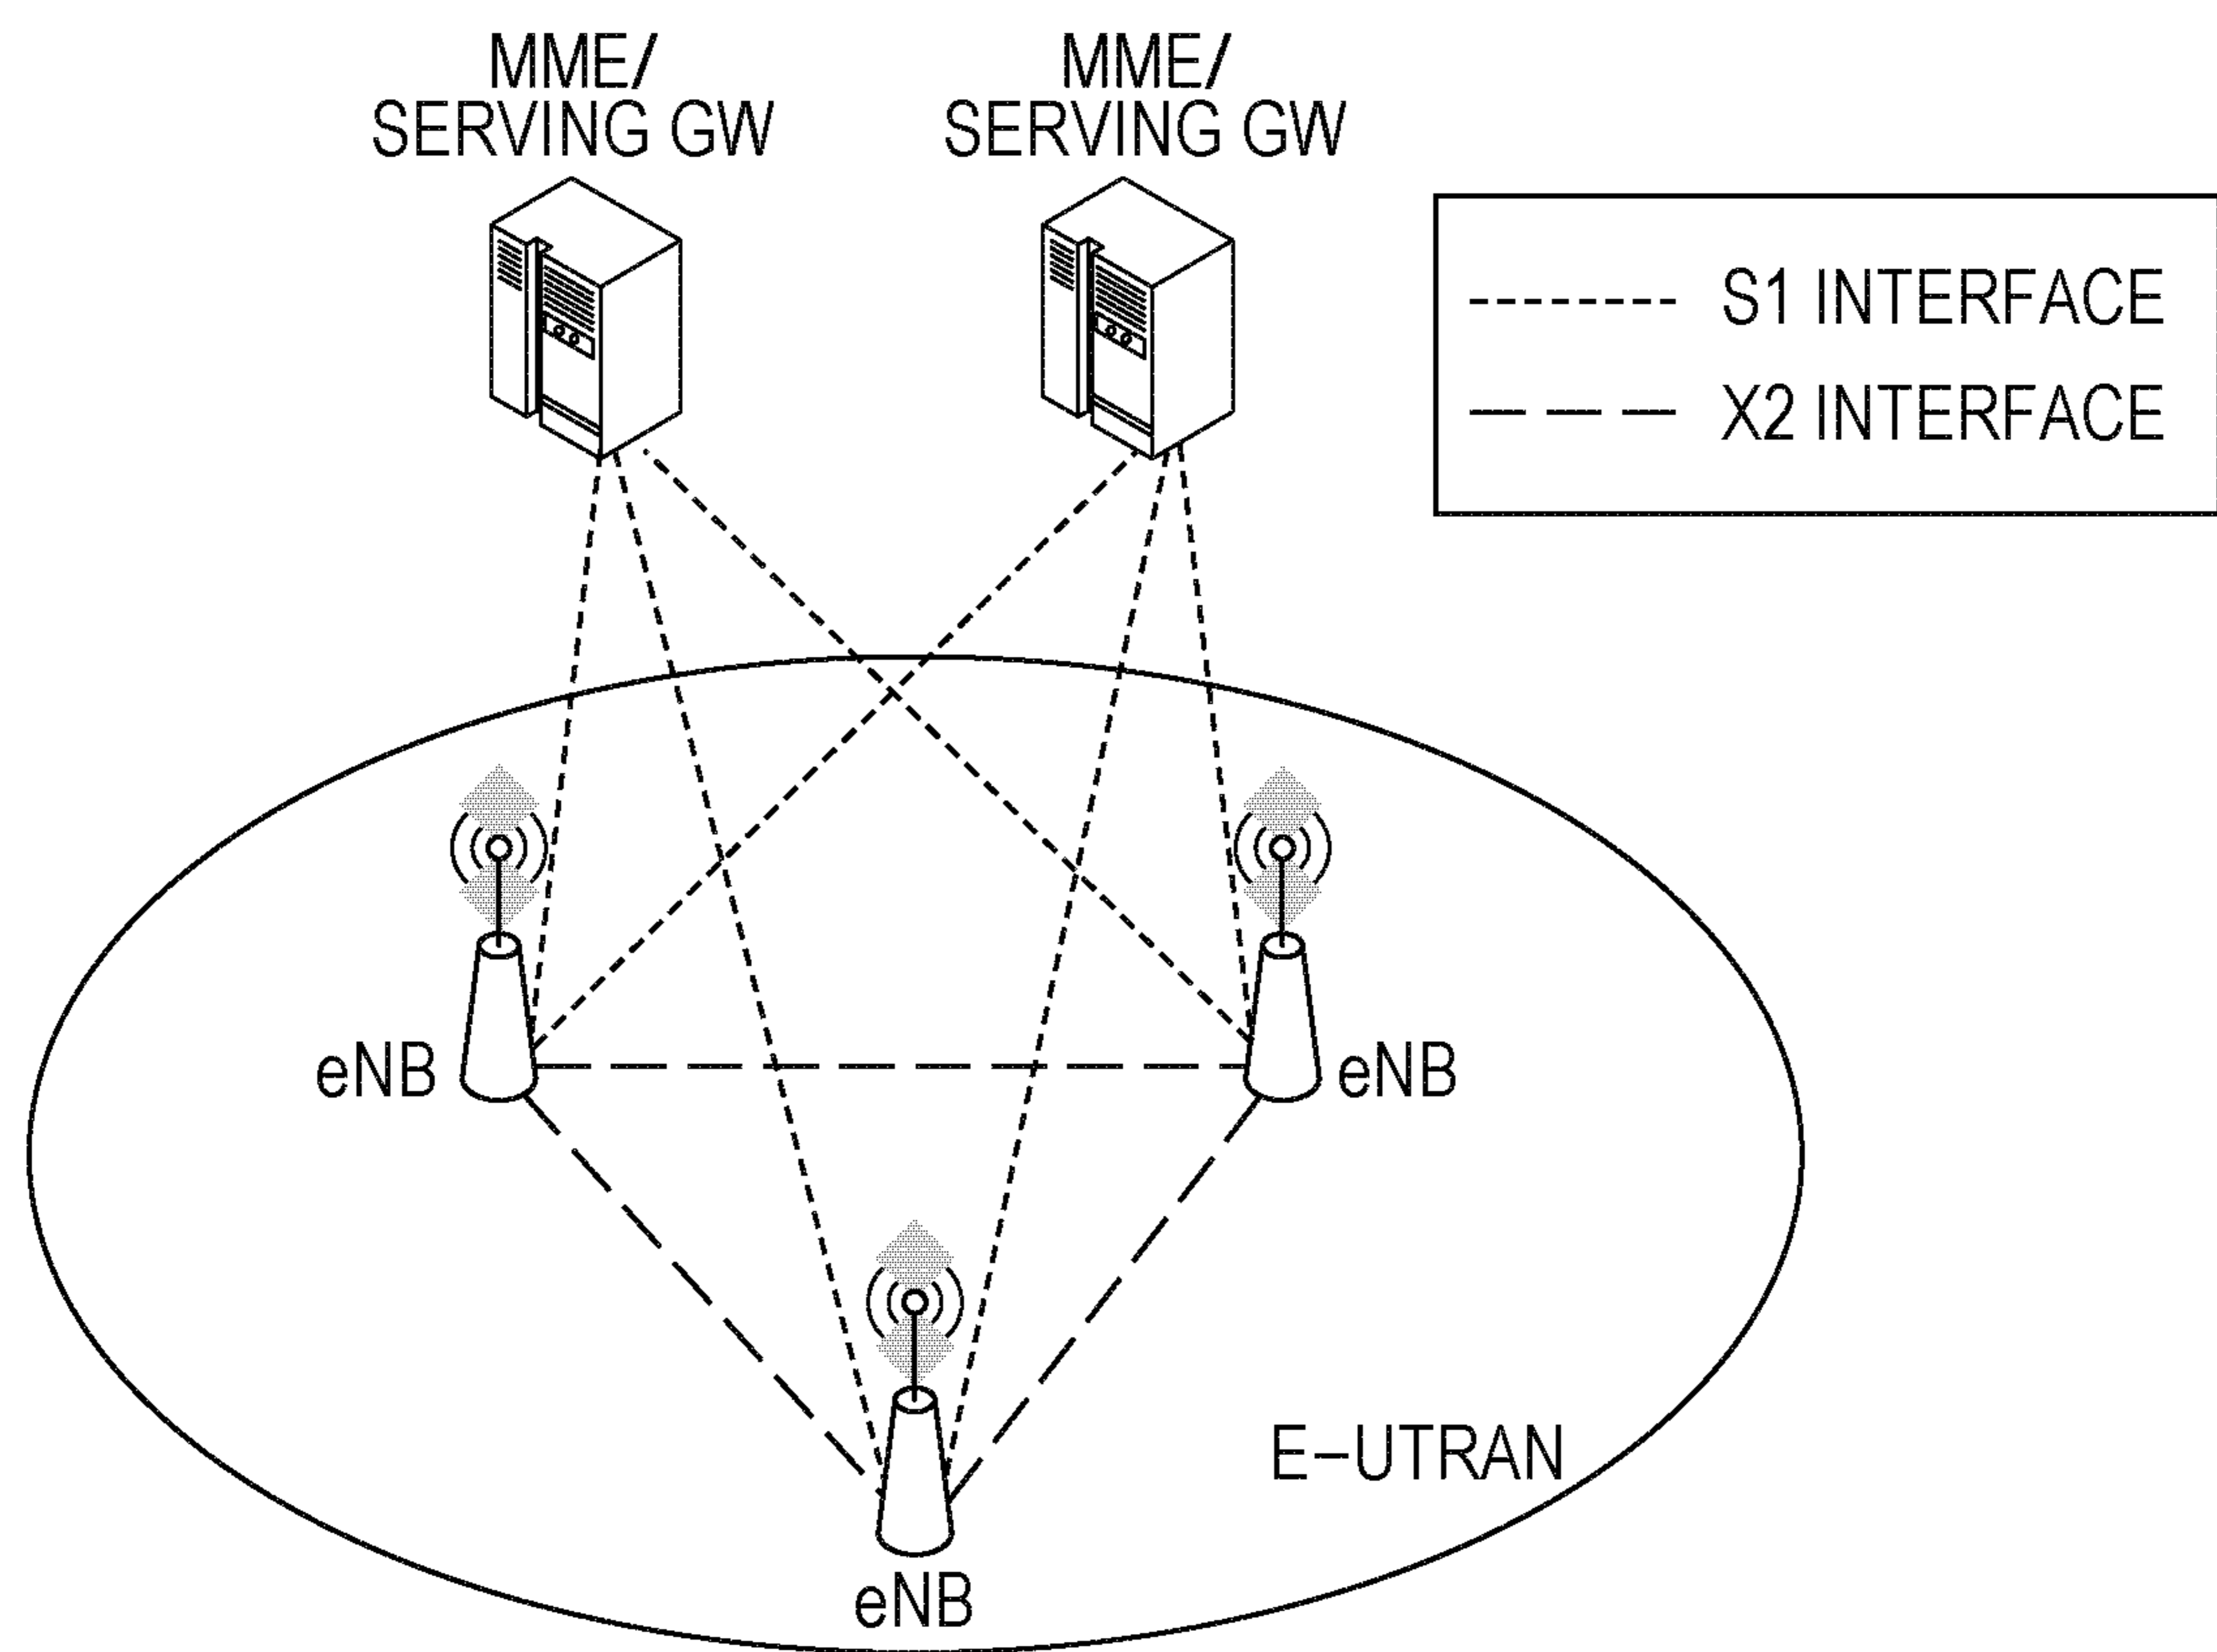 MME/
SERVING GW
MME/
SERVING GW
S1 INTERFACE
X2 INTERFACE
eNB
eNB
E-UTRAN
eNB